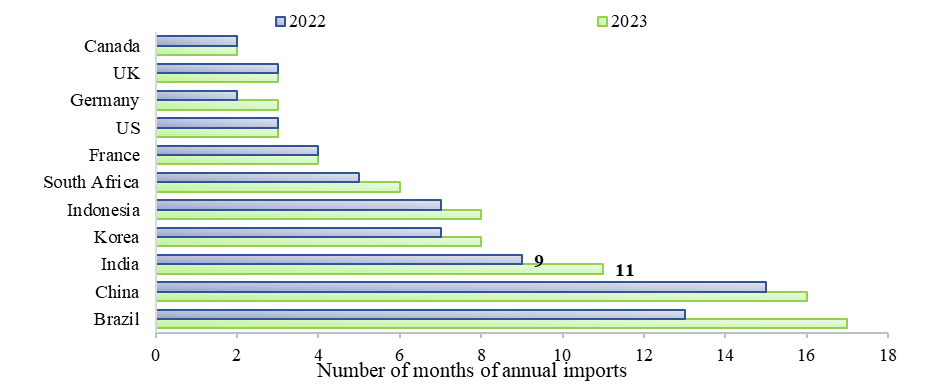 2022 2023
Canada
UK
Germany
US
France
South Africa
Indonesia
Korea
India 9 11
China
Brazil
0 2 4 6 8 10 12 14 16 18
Number of months of annual imports